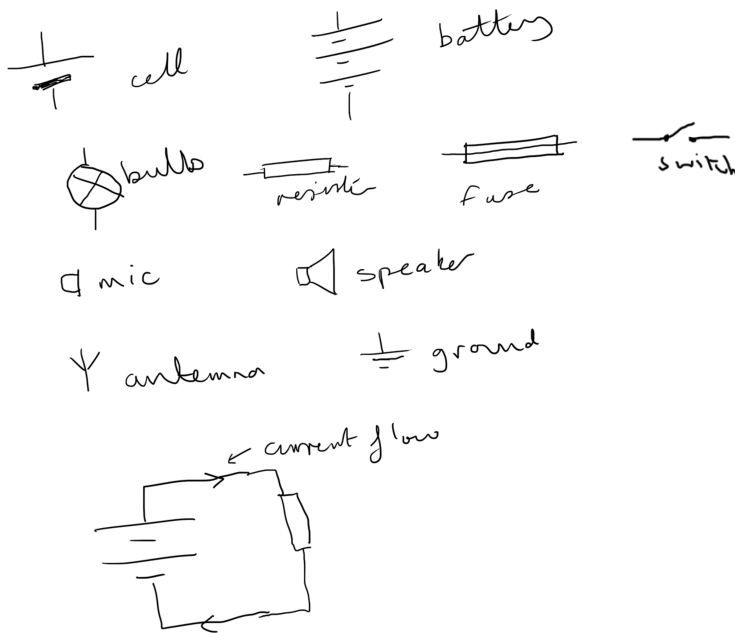 cell
battery
bulb
resistor
fuse
switch
mic
speaker
antenna
ground
current flow